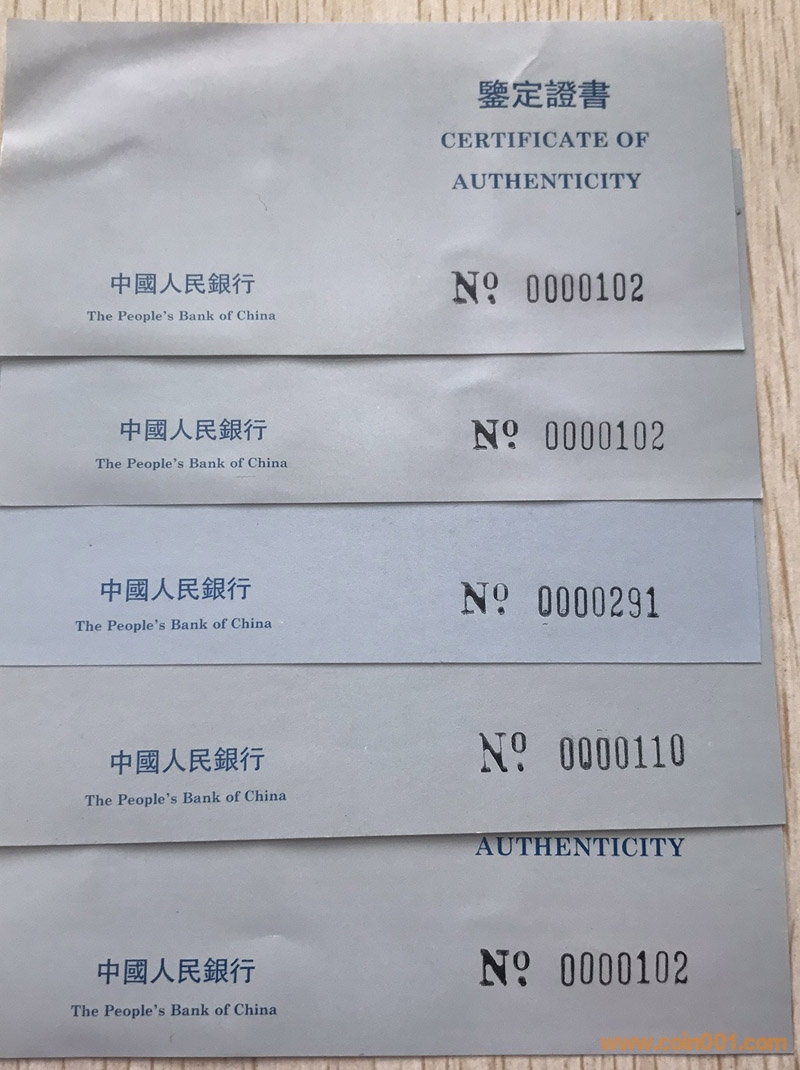 鑒定證書
CERTIFICATE OF
AUTHENTICITY
中國人民銀行
The People's Bank of China
Nº 0000102
中國人民銀行
The People's Bank of China
Nº 0000102
中國人民銀行
The People's Bank of China
Nº 0000291
中國人民銀行
The People's Bank of China
Nº 0000110
AUTHENTICITY
中國人民銀行
The People's Bank of China
Nº 0000102
www.coin001.com